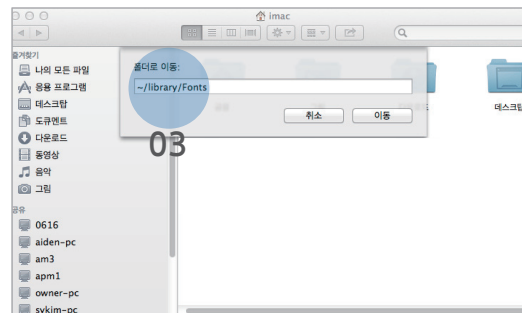 imac
즐겨찾기
나의 모든 파일
응용 프로그램
데스크탑
도큐멘트
다운로드
동영상
음악
그림
공유
0616
aiden-pc
am3
apm1
owner-pc
sykim-pc
폴더로 이동:
~/library/Fonts
취소
이동
03
데스크탑